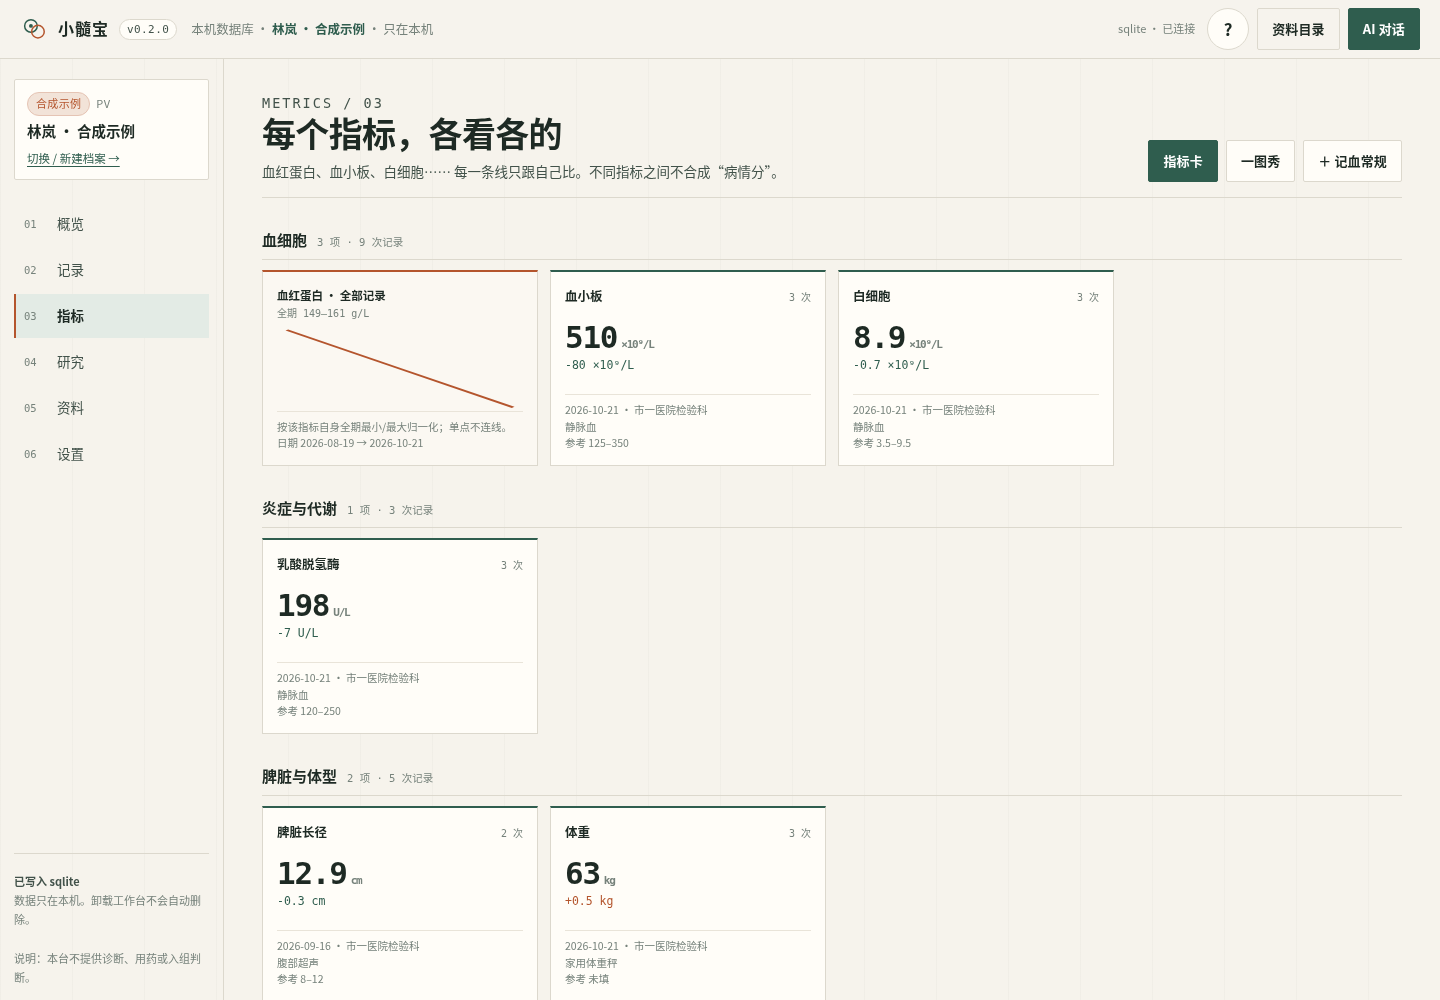 小髓宝 v0.2.0 本机数据库 · 林岚 · 合成示例 · 只在本机 sqlite · 已连接 ? 资料目录 AI 对话
合成示例 PV
林岚 · 合成示例
切换 / 新建档案 →
01 概览
02 记录
03 指标
04 研究
05 资料
06 设置
已写入 sqlite
数据只在本机。卸载工作台不会自动删
除。
说明：本台不提供诊断、用药或入组判
断。
METRICS / 03
每个指标，各看各的
血红蛋白、血小板、白细胞…… 每一条线只跟自己比。不同指标之间不合成“病情分”。
指标卡 一图秀 ＋ 记血常规
血细胞 3 项 · 9 次记录
血红蛋白 · 全部记录
全期 149–161 g/L
按该指标自身全期最小/最大归一化；单点不连线。
日期 2026-08-19 → 2026-10-21
血小板 3 次
510 ×10⁹/L
-80 ×10⁹/L
2026-10-21 · 市一医院检验科
静脉血
参考 125–350
白细胞 3 次
8.9 ×10⁹/L
-0.7 ×10⁹/L
2026-10-21 · 市一医院检验科
静脉血
参考 3.5–9.5
炎症与代谢 1 项 · 3 次记录
乳酸脱氢酶 3 次
198 U/L
-7 U/L
2026-10-21 · 市一医院检验科
静脉血
参考 120–250
脾脏与体型 2 项 · 5 次记录
脾脏长径 2 次
12.9 cm
-0.3 cm
2026-09-16 · 市一医院检验科
腹部超声
参考 8–12
体重 3 次
63 kg
+0.5 kg
2026-10-21 · 市一医院检验科
家用体重秤
参考 未填